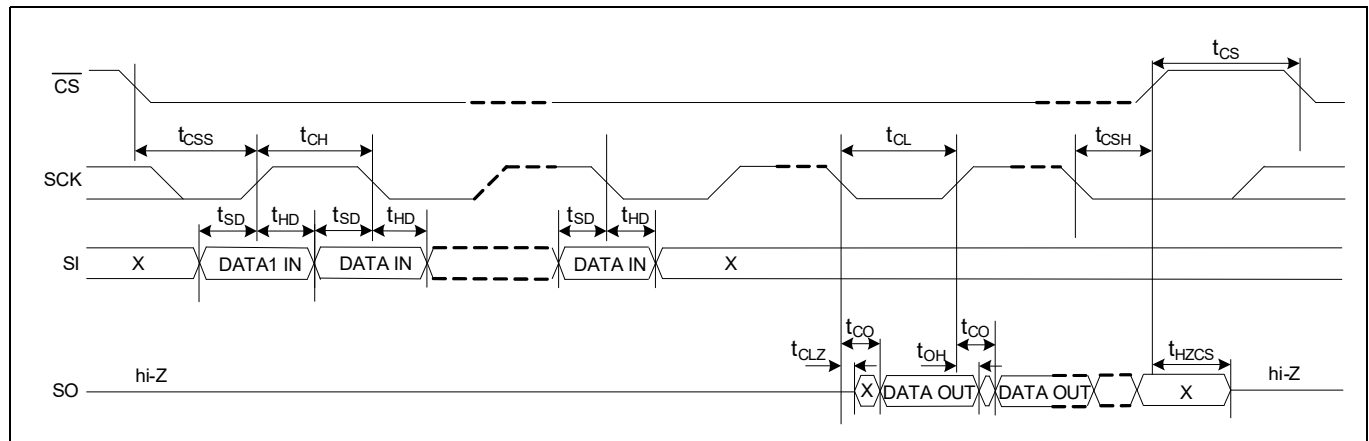 tCS
CS
tCSS tCH tCL tCSH
SCK
tSD tHD tSD tHD tSD tHD
SI X DATA1 IN DATA IN DATA IN X
tCO tCO
tCLZ tOH tHZCS
SO hi-Z X DATA OUT DATA OUT X hi-Z